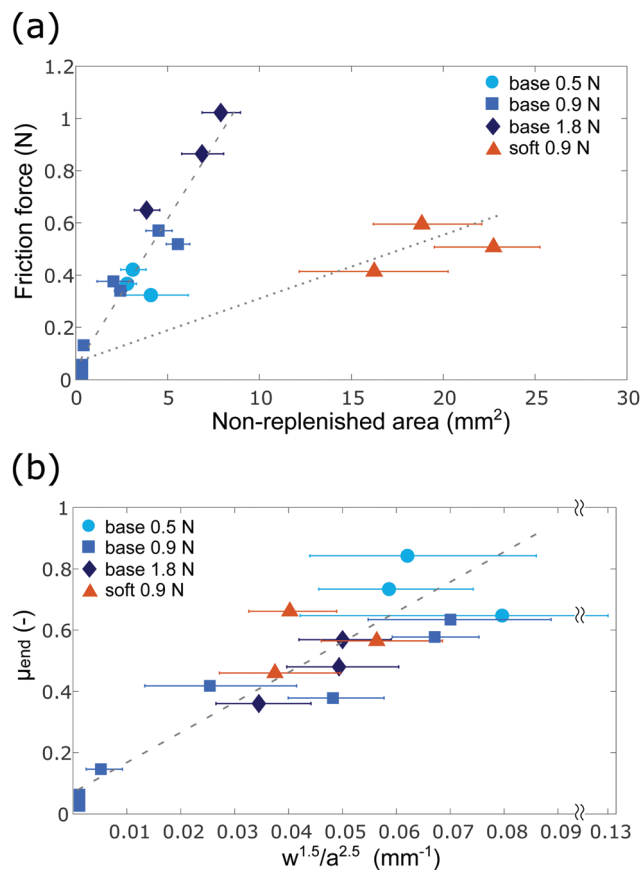 (a)
1.2
1
0.8
0.6
0.4
0.2
0
Friction force (N)
base 0.5 N
base 0.9 N
base 1.8 N
soft 0.9 N
0 5 10 15 20 25 30
Non-replenished area (mm²)
(b)
1
0.8
0.6
0.4
0.2
0
μend (-)
base 0.5 N
base 0.9 N
base 1.8 N
soft 0.9 N
0.01 0.02 0.03 0.04 0.05 0.06 0.07 0.08 0.09 0.13
w^1.5/a^2.5 (mm⁻¹)